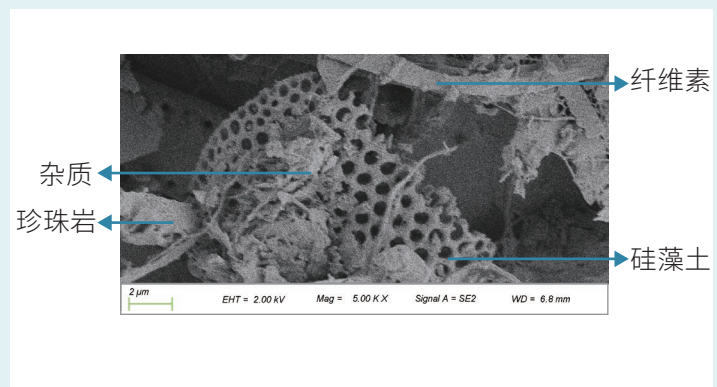 纤维素
杂质
珍珠岩
硅藻土
2 µm
EHT = 2.00 kV Mag = 5.00 K X Signal A = SE2 WD = 6.8 mm